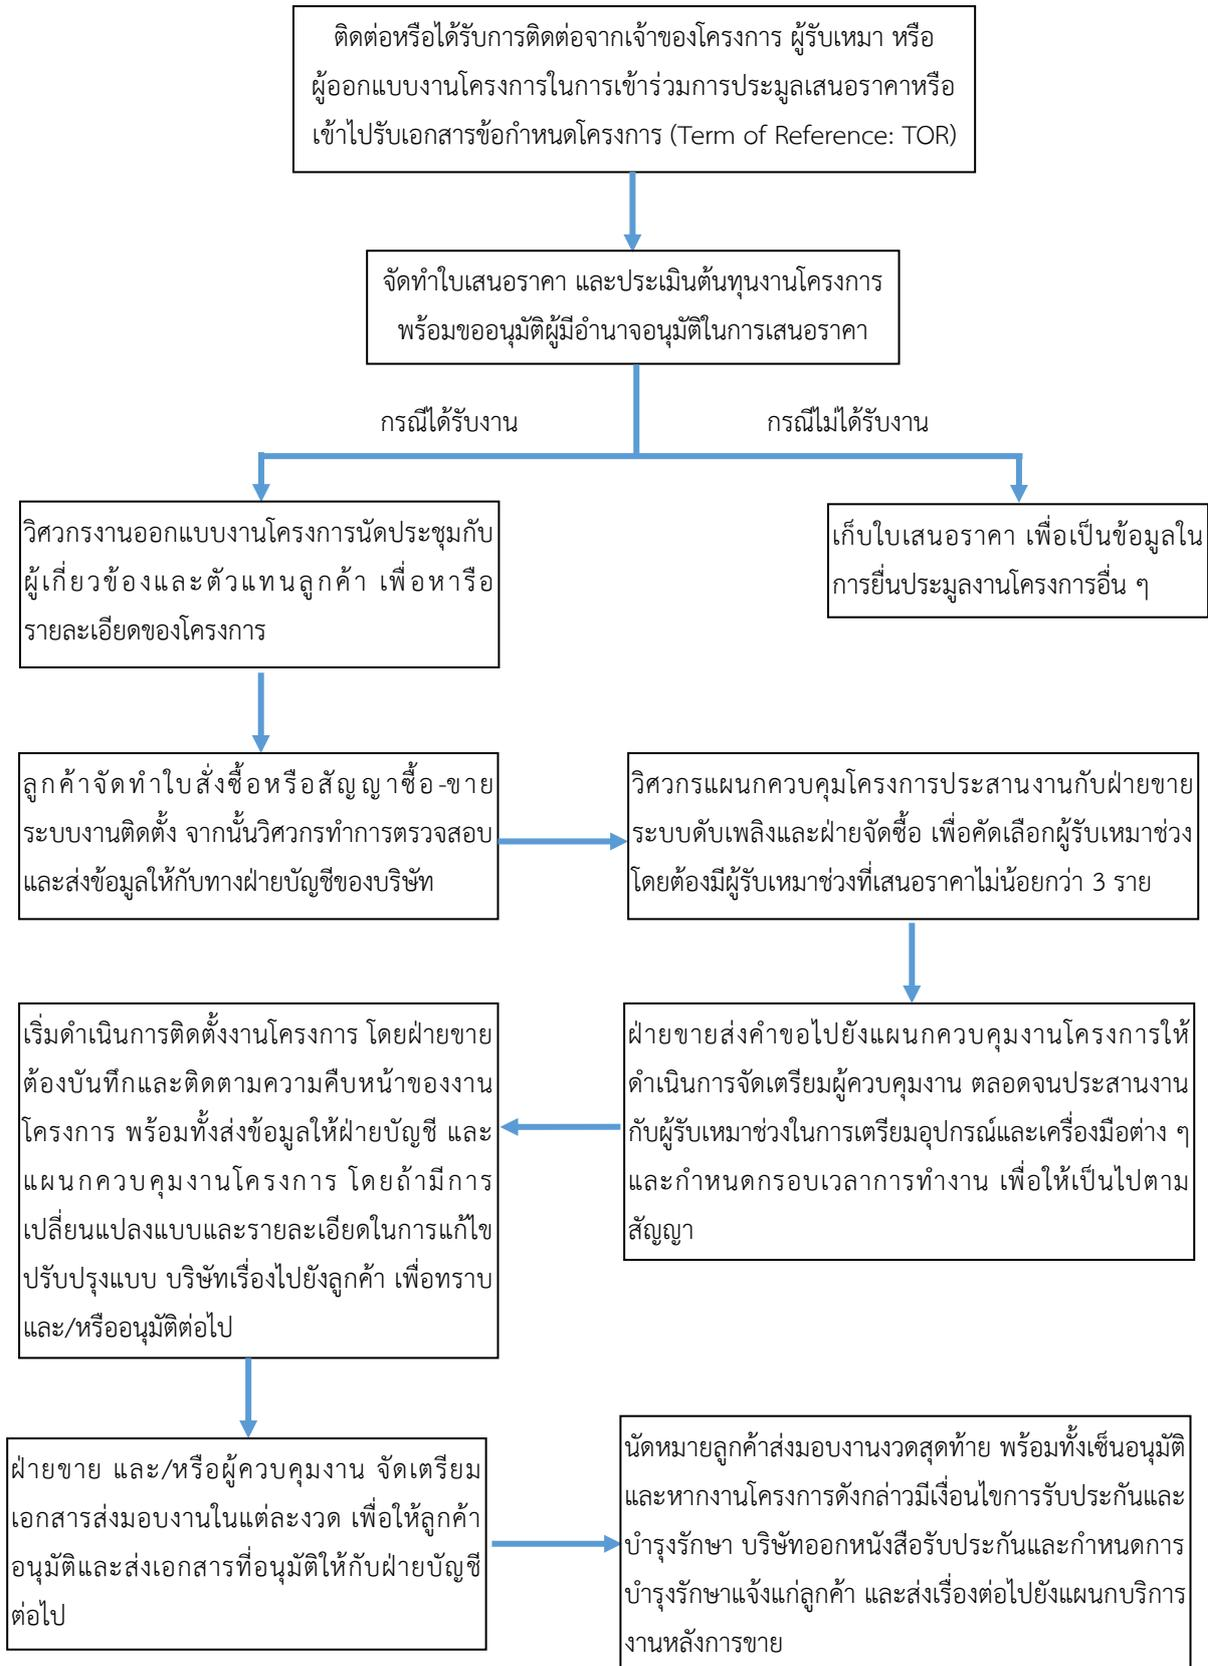 ติดต่อหรือได้รับการติดต่อจากเจ้าของโครงการ ผู้รับเหมา หรือ
ผู้ออกแบบงานโครงการในการเข้าร่วมการประมูลเสนอราคาหรือ
เข้าไปรับเอกสารข้อกำหนดโครงการ (Term of Reference: TOR)
จัดทำใบเสนอราคา และประเมินต้นทุนงานโครงการ
พร้อมขออนุมัติผู้มีอำนาจอนุมัติในการเสนอราคา
กรณีได้รับงาน
กรณีไม่ได้รับงาน
วิศวกรงานออกแบบงานโครงการนัดประชุมกับ
ผู้เกี่ยวข้องและตัวแทนลูกค้า เพื่อหารือ
รายละเอียดของโครงการ
เก็บใบเสนอราคา เพื่อเป็นข้อมูลใน
การยื่นประมูลงานโครงการอื่น ๆ
ลูกค้าจัดทำใบสั่งซื้อหรือสัญญาซื้อ-ขาย
ระบบงานติดตั้ง จากนั้นวิศวกรทำการตรวจสอบ
และส่งข้อมูลให้กับทางฝ่ายบัญชีของบริษัท
วิศวกรแผนกควบคุมโครงการประสานงานกับฝ่ายขาย
ระบบดับเพลิงและฝ่ายจัดซื้อ เพื่อคัดเลือกผู้รับเหมาช่วง
โดยต้องมีผู้รับเหมาช่วงที่เสนอราคาไม่น้อยกว่า 3 ราย
ฝ่ายขายส่งคำขอไปยังแผนกควบคุมงานโครงการให้
ดำเนินการจัดเตรียมผู้ควบคุมงาน ตลอดจนประสานงาน
กับผู้รับเหมาช่วงในการเตรียมอุปกรณ์และเครื่องมือต่าง ๆ
และกำหนดกรอบเวลาการทำงาน เพื่อให้เป็นไปตาม
สัญญา
เริ่มดำเนินการติดตั้งงานโครงการ โดยฝ่ายขาย
ต้องบันทึกและติดตามความคืบหน้าของงาน
โครงการ พร้อมทั้งส่งข้อมูลให้ฝ่ายบัญชี และ
แผนกควบคุมงานโครงการ โดยถ้ามีการ
เปลี่ยนแปลงแบบและรายละเอียดในการแก้ไข
ปรับปรุงแบบ บริษัทเรื่องไปยังลูกค้า เพื่อทราบ
และ/หรืออนุมัติต่อไป
ฝ่ายขาย และ/หรือผู้ควบคุมงาน จัดเตรียม
เอกสารส่งมอบงานในแต่ละงวด เพื่อให้ลูกค้า
อนุมัติและส่งเอกสารที่อนุมัติให้กับฝ่ายบัญชี
ต่อไป
นัดหมายลูกค้าส่งมอบงานงวดสุดท้าย พร้อมทั้งเซ็นอนุมัติ
และหากงานโครงการดังกล่าวมีเงื่อนไขการรับประกันและ
บำรุงรักษา บริษัทออกหนังสือรับประกันและกำหนดการ
บำรุงรักษาแจ้งแก่ลูกค้า และส่งเรื่องต่อไปยังแผนกบริการ
งานหลังการขาย